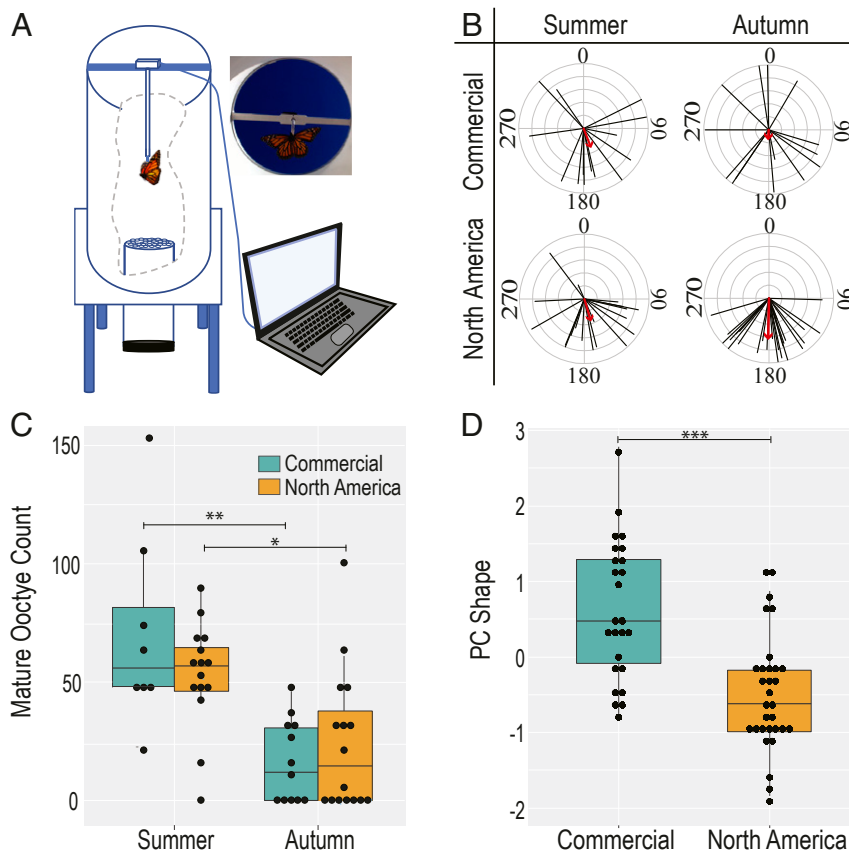 A
B
Summer
Autumn
Commercial
0
270
90
180
0
270
90
180
North America
0
270
90
180
0
270
90
180
C
Mature Ooctye Count
150
100
50
0
**
*
Commercial
North America
Summer
Autumn
D
PC Shape
3
2
1
0
-1
-2
***
Commercial
North America